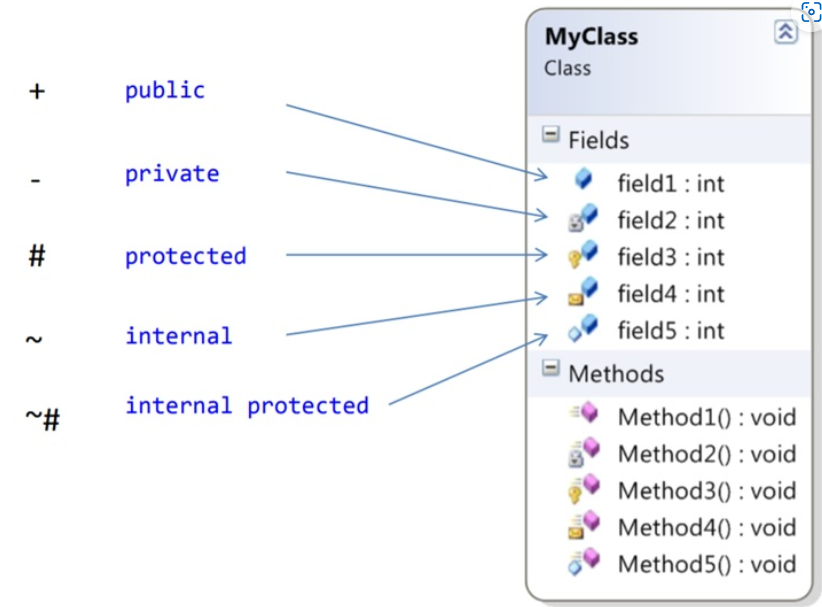 + public
- private
# protected
~ internal
~# internal protected
MyClass
Class
Fields
field1 : int
field2 : int
field3 : int
field4 : int
field5 : int
Methods
Method1() : void
Method2() : void
Method3() : void
Method4() : void
Method5() : void